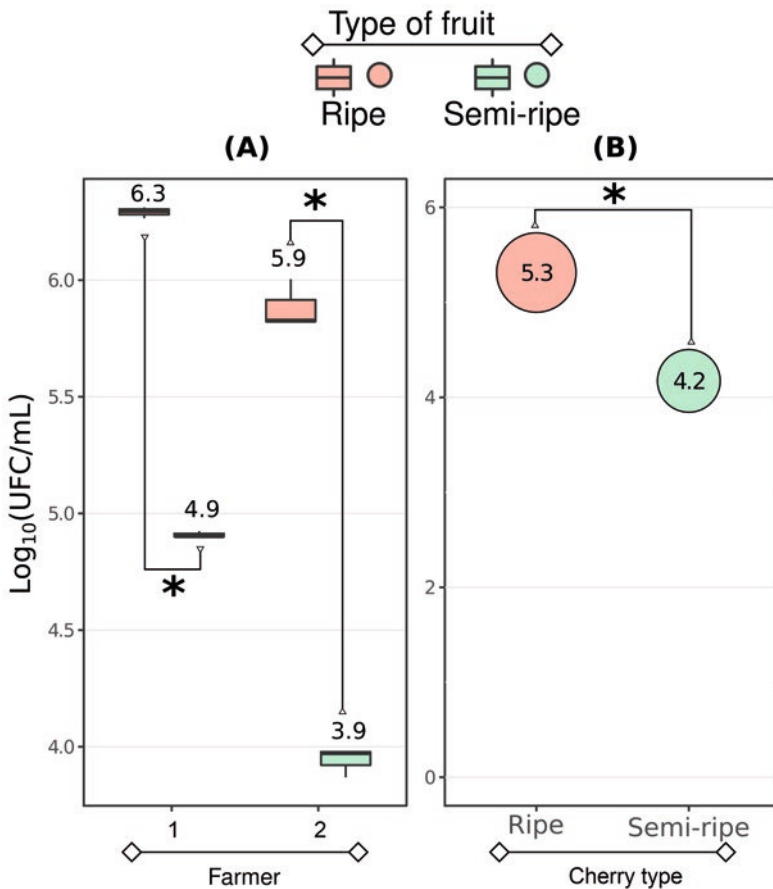 Type of fruit
Ripe Semi-ripe
(A) (B)
Log10(UFC/mL)
6.0
5.5
5.0
4.5
4.0
6.3
*
5.9
4.9
*
3.9
1 2
Farmer
6
4
2
0
*
5.3
4.2
Ripe Semi-ripe
Cherry type